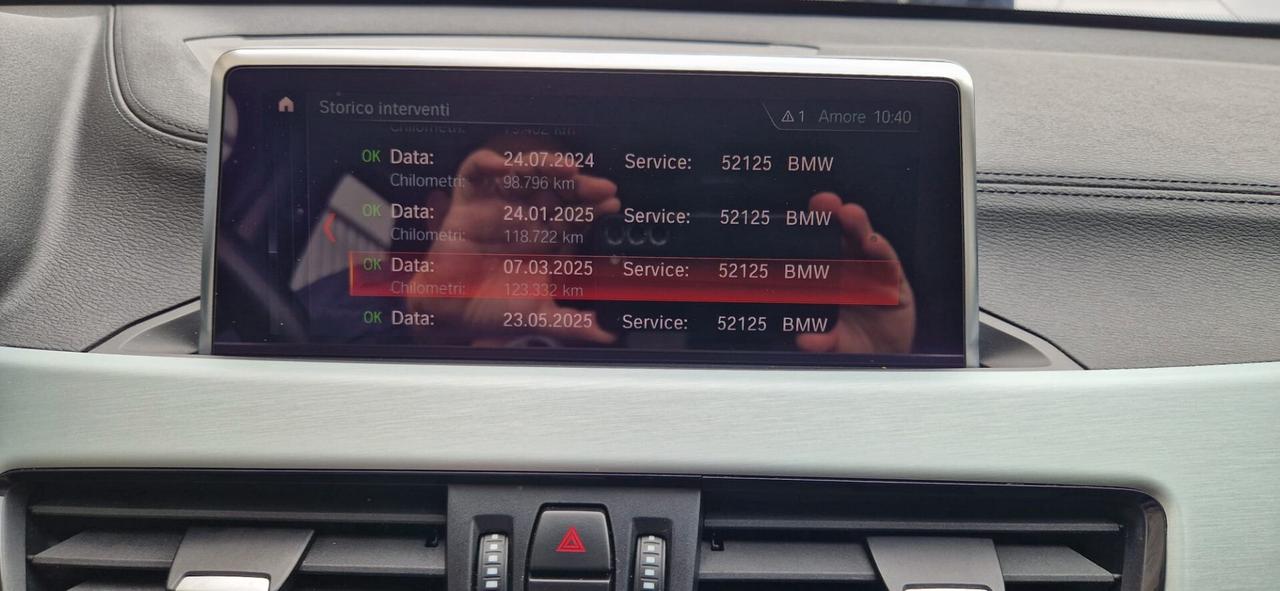 Storico interventi
1 Amore 10:40
Chilometri:
OK Data: 24.07.2024 Service: 52125 BMW
Chilometri: 98.796 km
OK Data: 24.01.2025 Service: 52125 BMW
Chilometri: 118.722 km
OK Data: 07.03.2025 Service: 52125 BMW
Chilometri: 123.332 km
OK Data: 23.05.2025 Service: 52125 BMW